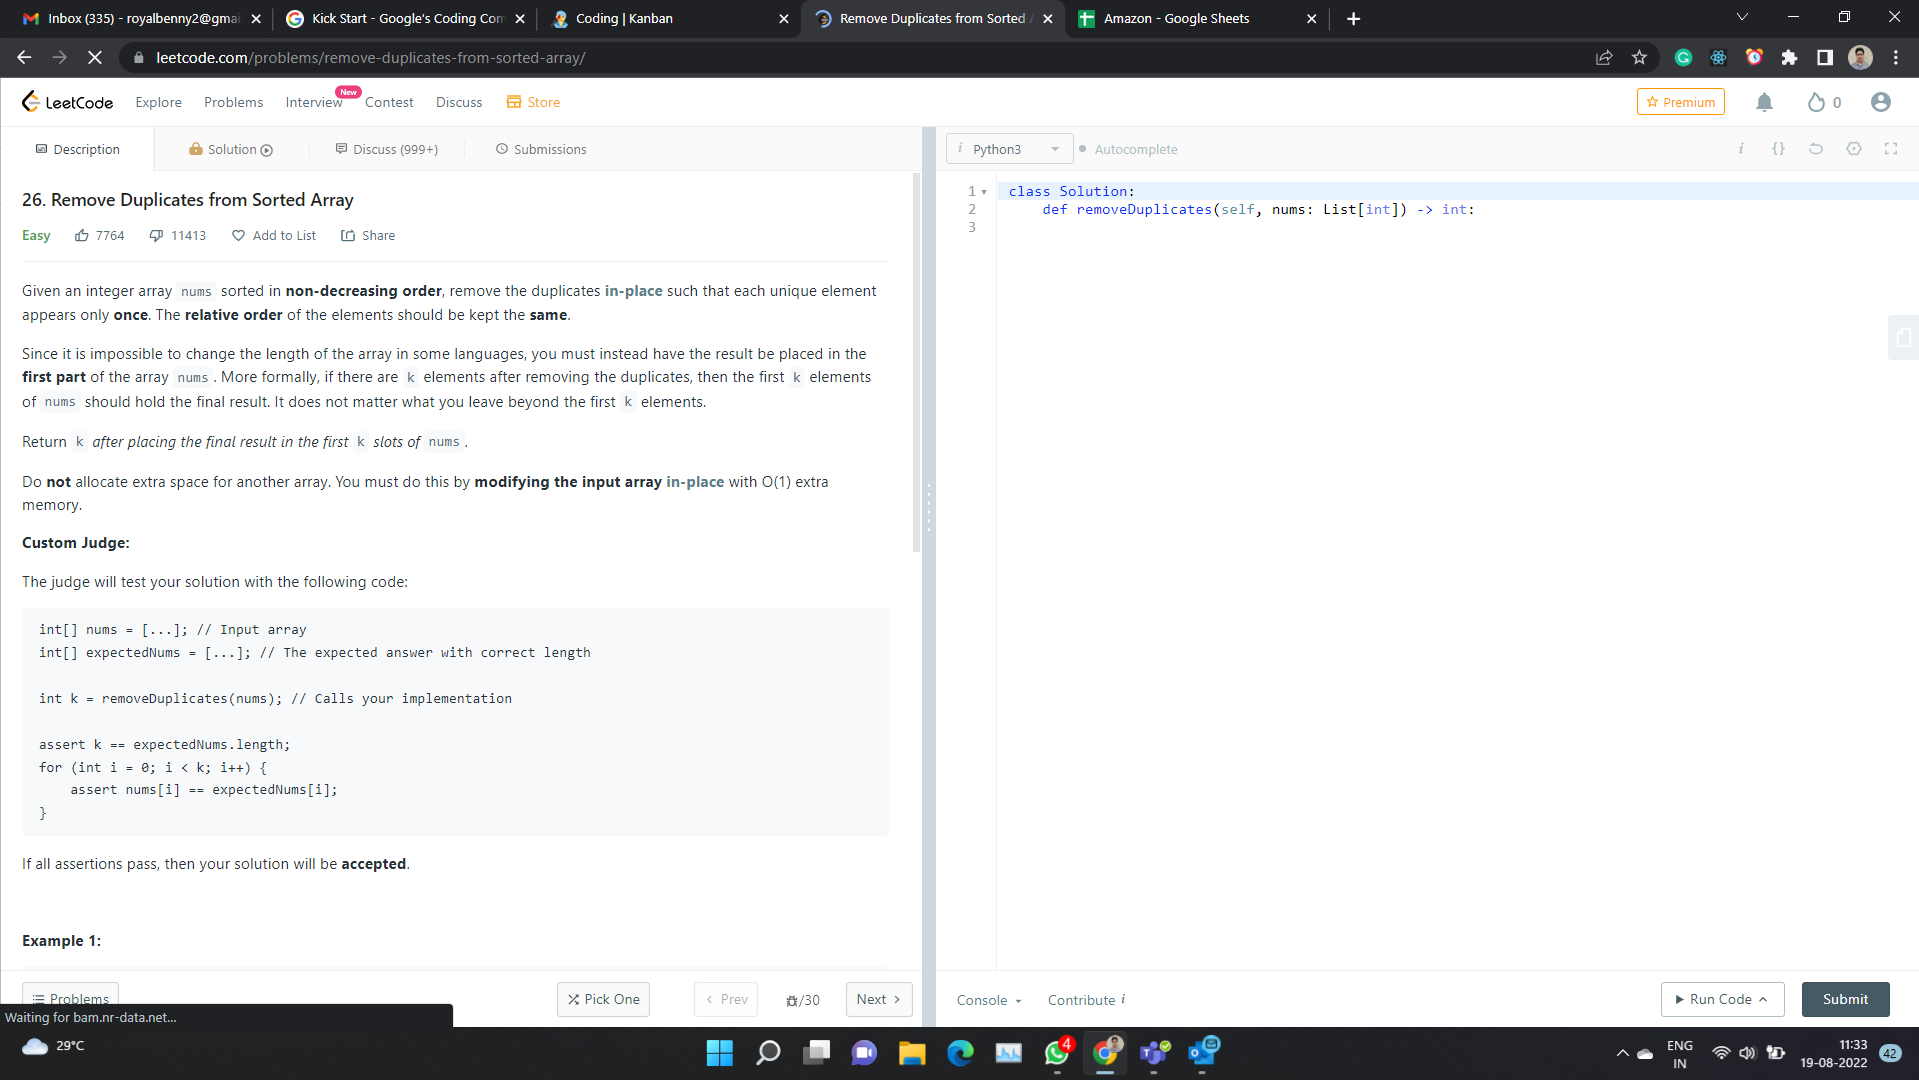 Inbox (335) - royalbenny2@gmai
Kick Start - Google's Coding Com
Coding | Kanban
Remove Duplicates from Sorted
Amazon - Google Sheets
leetcode.com/problems/remove-duplicates-from-sorted-array/
LeetCode Explore Problems Interview New Contest Discuss Store
Premium 0
Description Solution Discuss (999+) Submissions
i Python3 Autocomplete i {}
26. Remove Duplicates from Sorted Array
Easy 7764 11413 Add to List Share
Given an integer array nums sorted in non-decreasing order, remove the duplicates in-place such that each unique element
appears only once. The relative order of the elements should be kept the same.
Since it is impossible to change the length of the array in some languages, you must instead have the result be placed in the
first part of the array nums . More formally, if there are k elements after removing the duplicates, then the first k elements
of nums should hold the final result. It does not matter what you leave beyond the first k elements.
Return k after placing the final result in the first k slots of nums .
Do not allocate extra space for another array. You must do this by modifying the input array in-place with O(1) extra
memory.
Custom Judge:
The judge will test your solution with the following code:
int[] nums = [...]; // Input array
int[] expectedNums = [...]; // The expected answer with correct length
int k = removeDuplicates(nums); // Calls your implementation
assert k == expectedNums.length;
for (int i = 0; i < k; i++) {
    assert nums[i] == expectedNums[i];
}
If all assertions pass, then your solution will be accepted.
Example 1:
1 class Solution:
2     def removeDuplicates(self, nums: List[int]) -> int:
3
Problems Pick One Prev /30 Next
Console Contribute i Run Code Submit
Waiting for bam.nr-data.net...
29°C
4
ENG
IN
11:33
19-08-2022
42